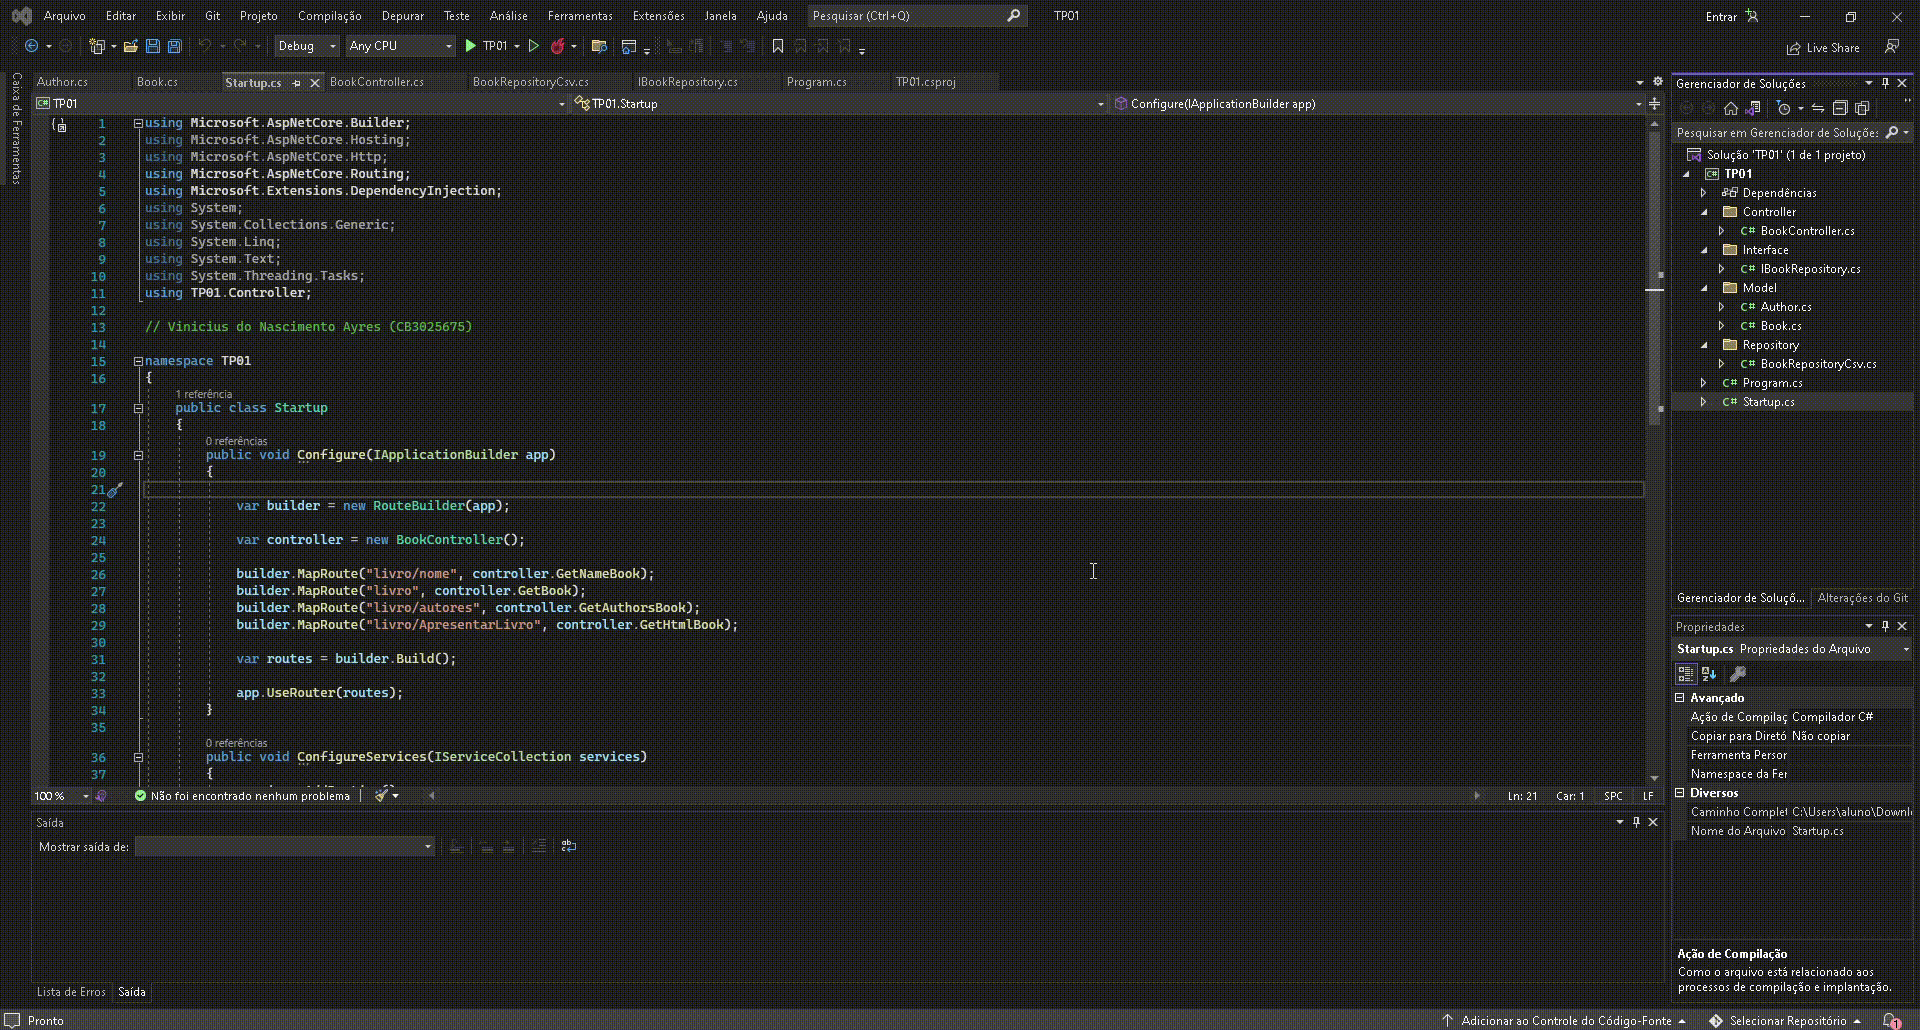 Arquivo Editar Exibir Git Projeto Compilação Depurar Teste Análise Ferramentas Extensões Janela Ajuda Pesquisar (Ctrl+Q) TP01 Entrar
Debug Any CPU TP01 Live Share
Caixa de Ferramentas
Author.cs Book.cs Startup.cs BookController.cs BookRepositoryCsv.cs IBookRepository.cs Program.cs TP01.csproj
TP01 TP01.Startup Configure(IApplicationBuilder app)
1 using Microsoft.AspNetCore.Builder;
2 using Microsoft.AspNetCore.Hosting;
3 using Microsoft.AspNetCore.Http;
4 using Microsoft.AspNetCore.Routing;
5 using Microsoft.Extensions.DependencyInjection;
6 using System;
7 using System.Collections.Generic;
8 using System.Linq;
9 using System.Text;
10 using System.Threading.Tasks;
11 using TP01.Controller;
12
13 // Vinicius do Nascimento Ayres (CB3025675)
14
15 namespace TP01
16 {
1 referência
17 public class Startup
18 {
0 referências
19 public void Configure(IApplicationBuilder app)
20 {
21
22 var builder = new RouteBuilder(app);
23
24 var controller = new BookController();
25
26 builder.MapRoute("livro/nome", controller.GetNameBook);
27 builder.MapRoute("livro", controller.GetBook);
28 builder.MapRoute("livro/autores", controller.GetAuthorsBook);
29 builder.MapRoute("livro/ApresentarLivro", controller.GetHtmlBook);
30
31 var routes = builder.Build();
32
33 app.UseRouter(routes);
34 }
35
0 referências
36 public void ConfigureServices(IServiceCollection services)
37 {
100 % Não foi encontrado nenhum problema Ln: 21 Car: 1 SPC LF
Saída
Mostrar saída de:
Lista de Erros Saída
Gerenciador de Soluções
Pesquisar em Gerenciador de Soluções
Solução 'TP01' (1 de 1 projeto)
TP01
Dependências
Controller
C# BookController.cs
Interface
C# IBookRepository.cs
Model
C# Author.cs
C# Book.cs
Repository
C# BookRepositoryCsv.cs
C# Program.cs
C# Startup.cs
Gerenciador de Soluçõ... Alterações do Git
Propriedades
Startup.cs Propriedades do Arquivo
Avançado
Ação de Compilaç Compilador C#
Copiar para Diretó Não copiar
Ferramenta Persor
Namespace da Fer
Diversos
Caminho Complet C:\Users\aluno\Downl
Nome do Arquivo Startup.cs
Ação de Compilação
Como o arquivo está relacionado aos
processos de compilação e implantação.
Pronto Adicionar ao Controle do Código-Fonte Selecionar Repositório 1